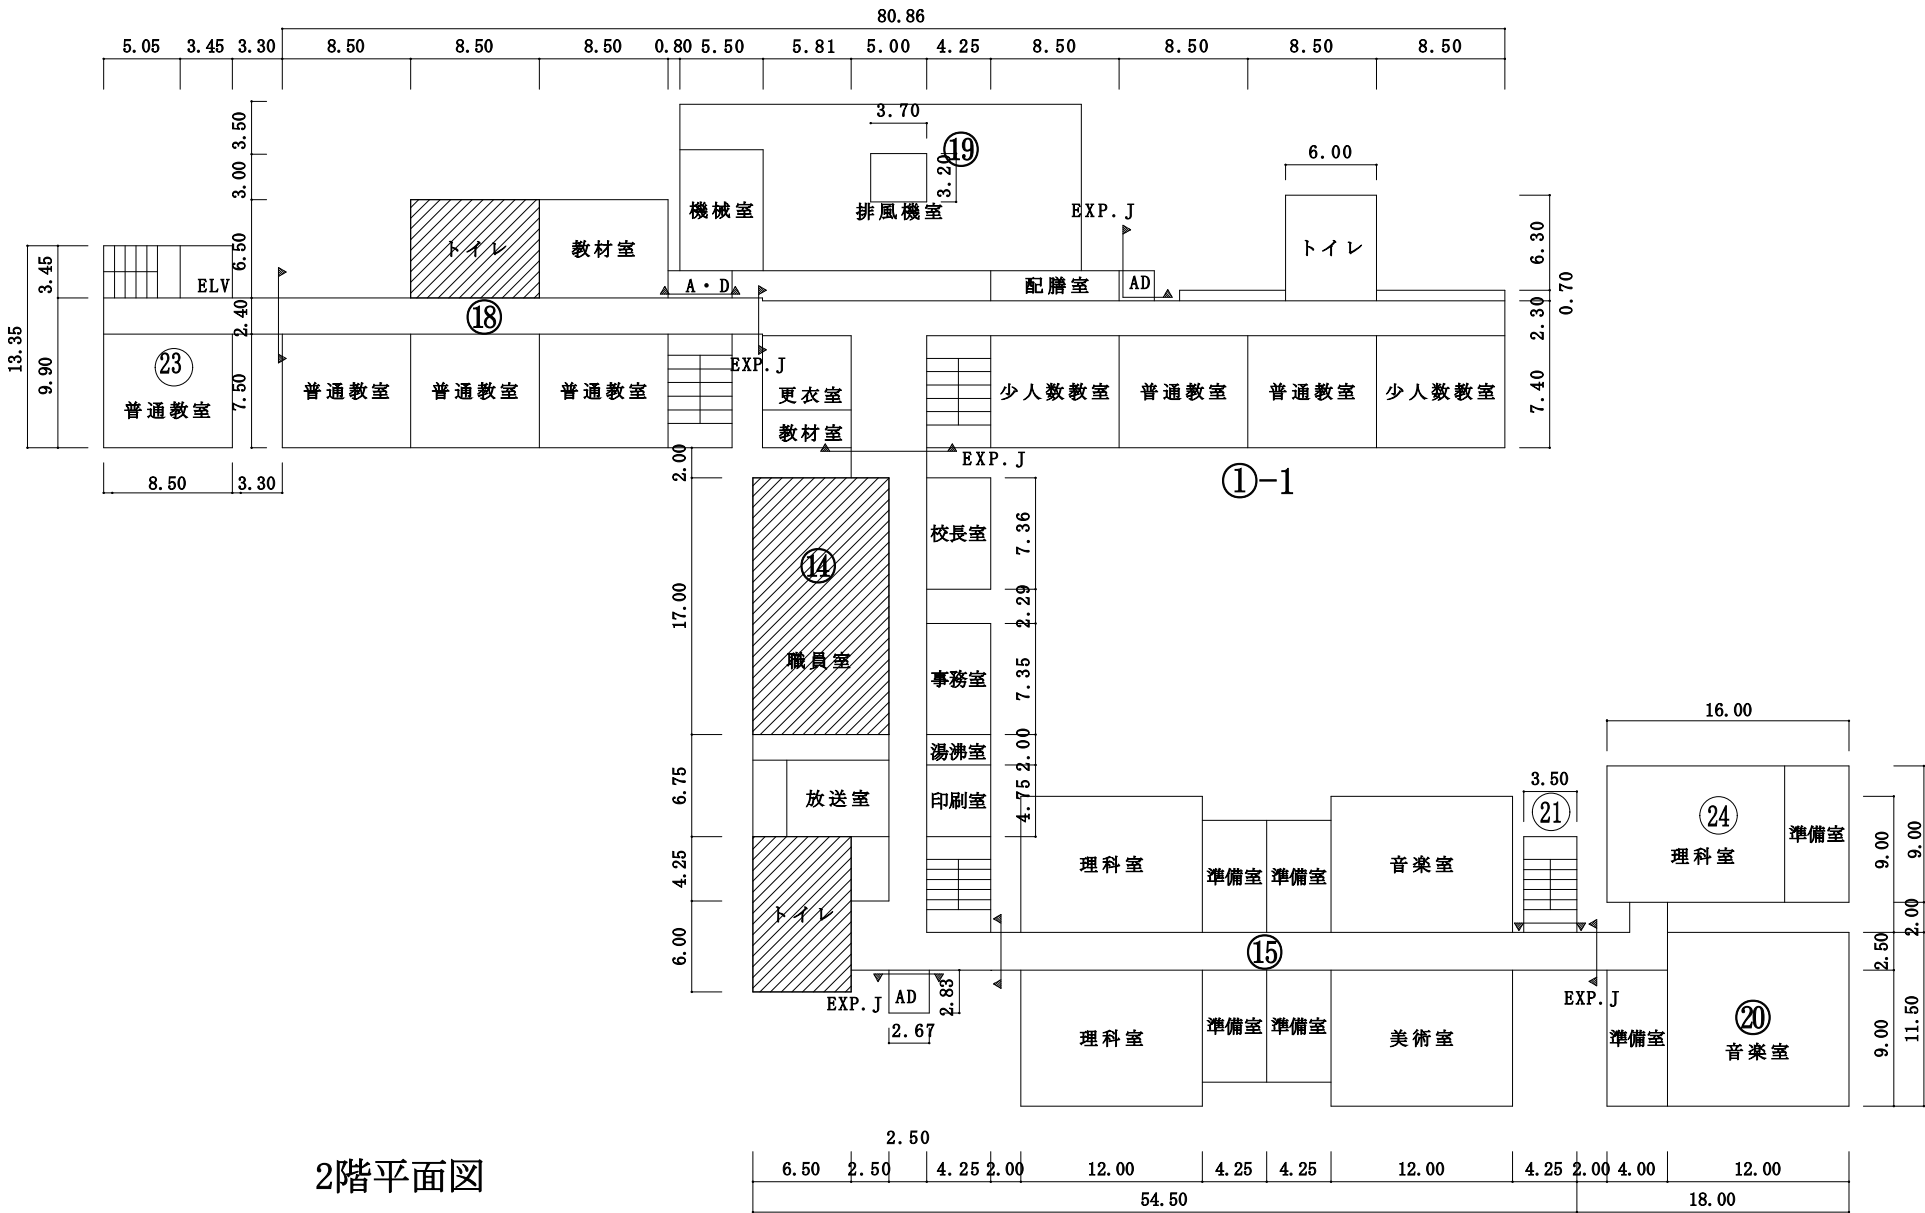 80.86
5.05 3.45 3.30 8.50 8.50 8.50 0.80 5.50 5.81 5.00 4.25 8.50 8.50 8.50 8.50
3.50
3.00
6.50
2.40
7.50
3.70
3.20
⑲
機械室
排風機室
EXP.J
6.00
トイレ
6.30
0.70
2.30
7.40
トイレ
教材室
3.45
9.90
13.35
ELV
A・D
配膳室
AD
⑱
㉓
普通教室
普通教室
普通教室
普通教室
EXP.J
更衣室
教材室
少人数教室
普通教室
普通教室
少人数教室
8.50 3.30
EXP.J
①-1
2.00
17.00
6.75
4.25
6.00
⑭
職員室
校長室
事務室
湯沸室
印刷室
放送室
トイレ
7.36
2.29
7.35
2.00
4.75
16.00
3.50
㉑
㉔
理科室
準備室
理科室
準備室
準備室
音楽室
⑮
EXP.J
AD
2.83
2.67
理科室
準備室
準備室
美術室
EXP.J
準備室
⑳
音楽室
9.00
2.50
9.00
9.00
2.00
11.50
2.50
6.50 2.50 4.25 2.00 12.00 4.25 4.25 12.00 4.25 2.00 4.00 12.00
54.50 18.00
2階平面図